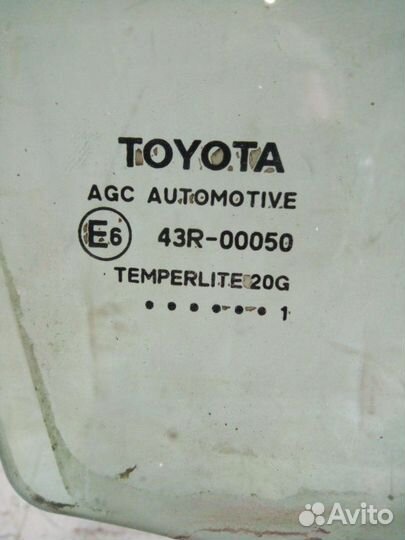 TOYOTA
AGC AUTOMOTIVE
E6 43R-00050
TEMPERLITE 20G
•••••• 1
Avito